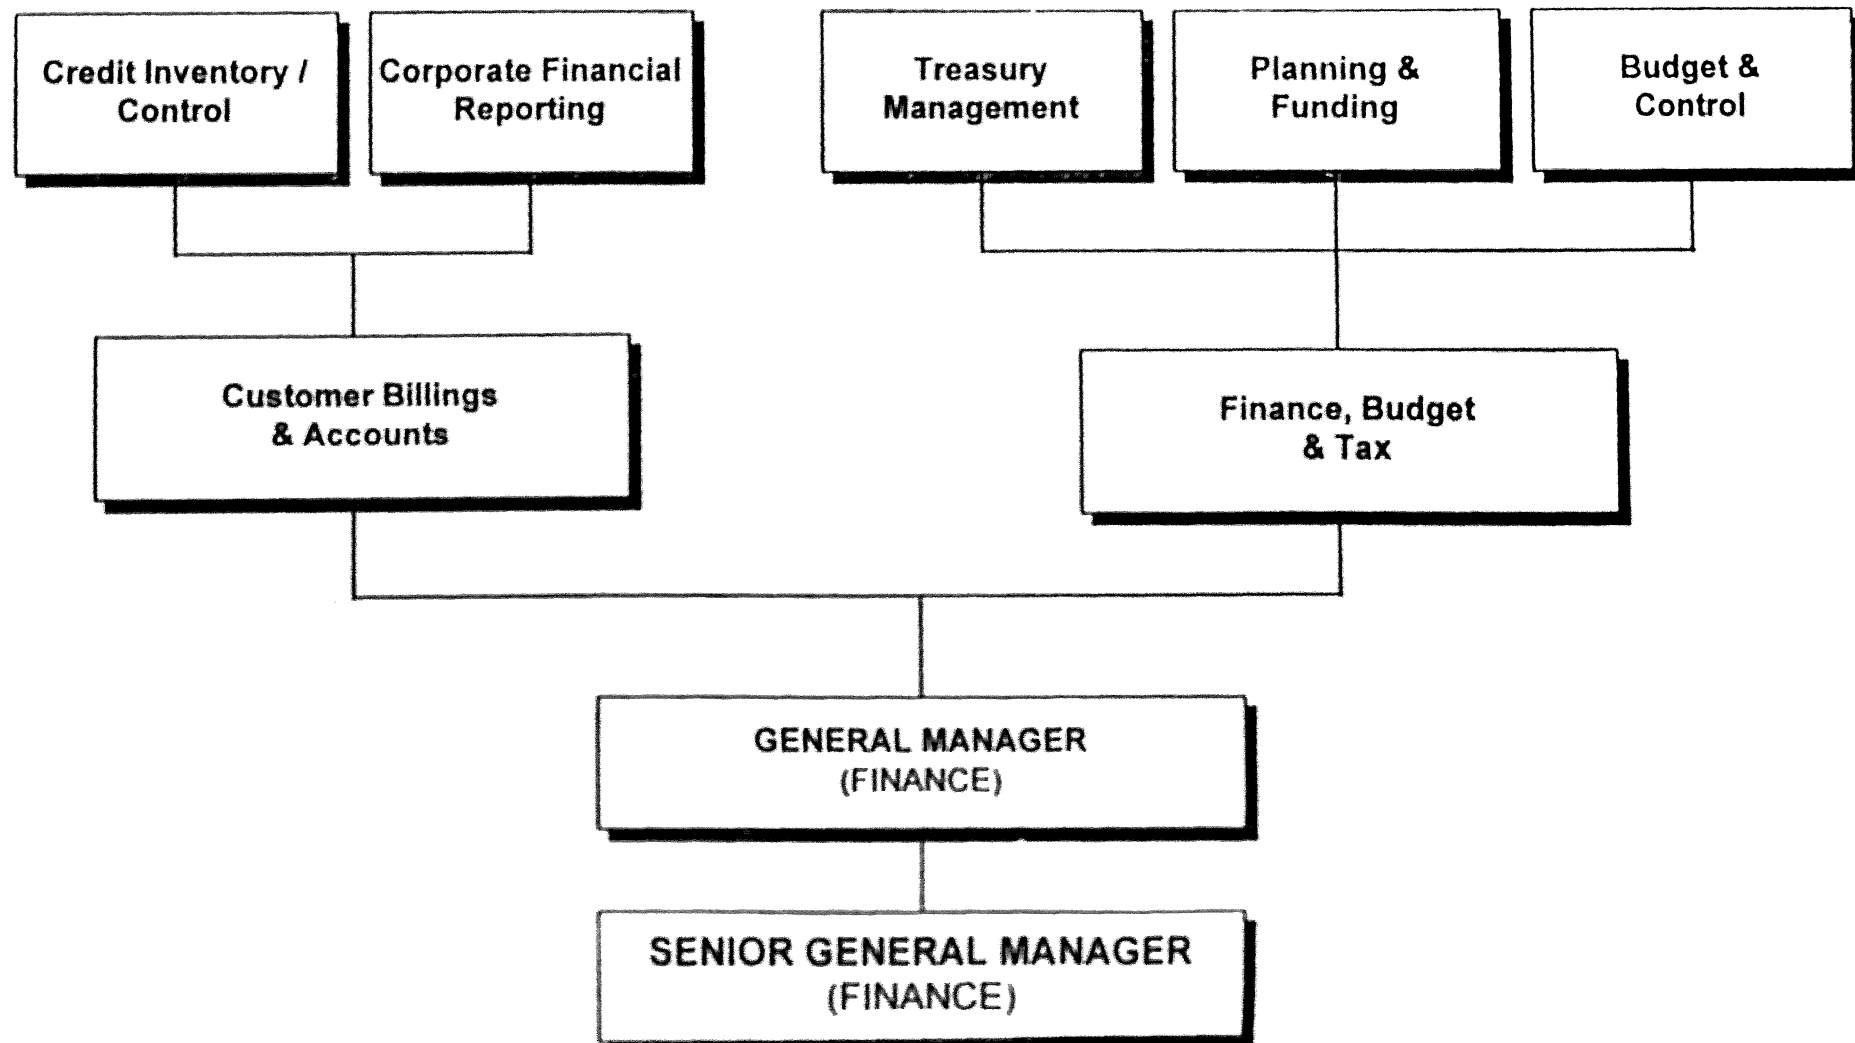 Credit Inventory /
Control
Corporate Financial
Reporting
Treasury
Management
Planning &
Funding
Budget &
Control
Customer Billings
& Accounts
Finance, Budget
& Tax
GENERAL MANAGER
(FINANCE)
SENIOR GENERAL MANAGER
(FINANCE)